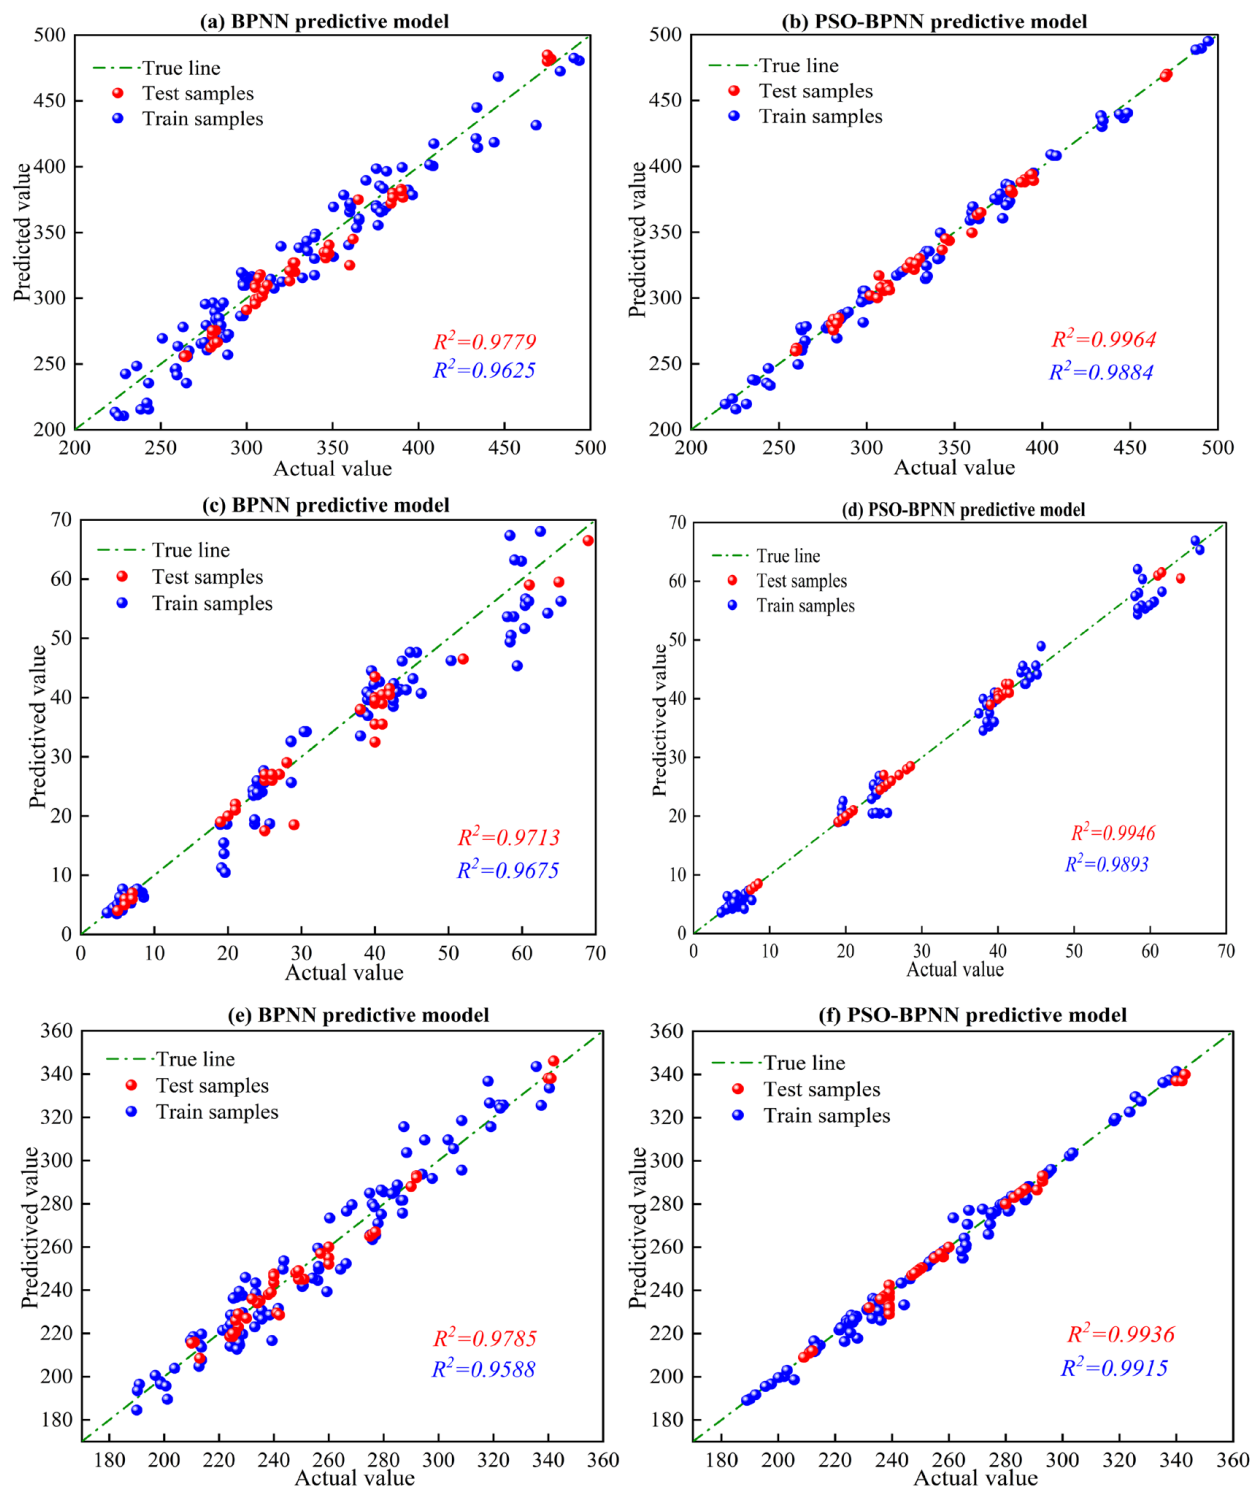 (a) BPNN predictive model
500
450
400
350
300
250
200
200 250 300 350 400 450 500
Predicted value
Actual value
True line
Test samples
Train samples
R²=0.9779
R²=0.9625
(b) PSO-BPNN predictive model
500
450
400
350
300
250
200
200 250 300 350 400 450 500
Predictived value
Actual value
True line
Test samples
Train samples
R²=0.9964
R²=0.9884
(c) BPNN predictive model
70
60
50
40
30
20
10
0
0 10 20 30 40 50 60 70
Predictived value
Actual value
True line
Test samples
Train samples
R²=0.9713
R²=0.9675
(d) PSO-BPNN predictive model
70
60
50
40
30
20
10
0
0 10 20 30 40 50 60 70
Predictived value
Actual value
True line
Test samples
Train samples
R²=0.9946
R²=0.9893
(e) BPNN predictive moodel
360
340
320
300
280
260
240
220
200
180
180 200 220 240 260 280 300 320 340 360
Predictived value
Actual value
True line
Test samples
Train samples
R²=0.9785
R²=0.9588
(f) PSO-BPNN predictive model
360
340
320
300
280
260
240
220
200
180
180 200 220 240 260 280 300 320 340 360
Predictived value
Actual value
True line
Test samples
Train samples
R²=0.9936
R²=0.9915